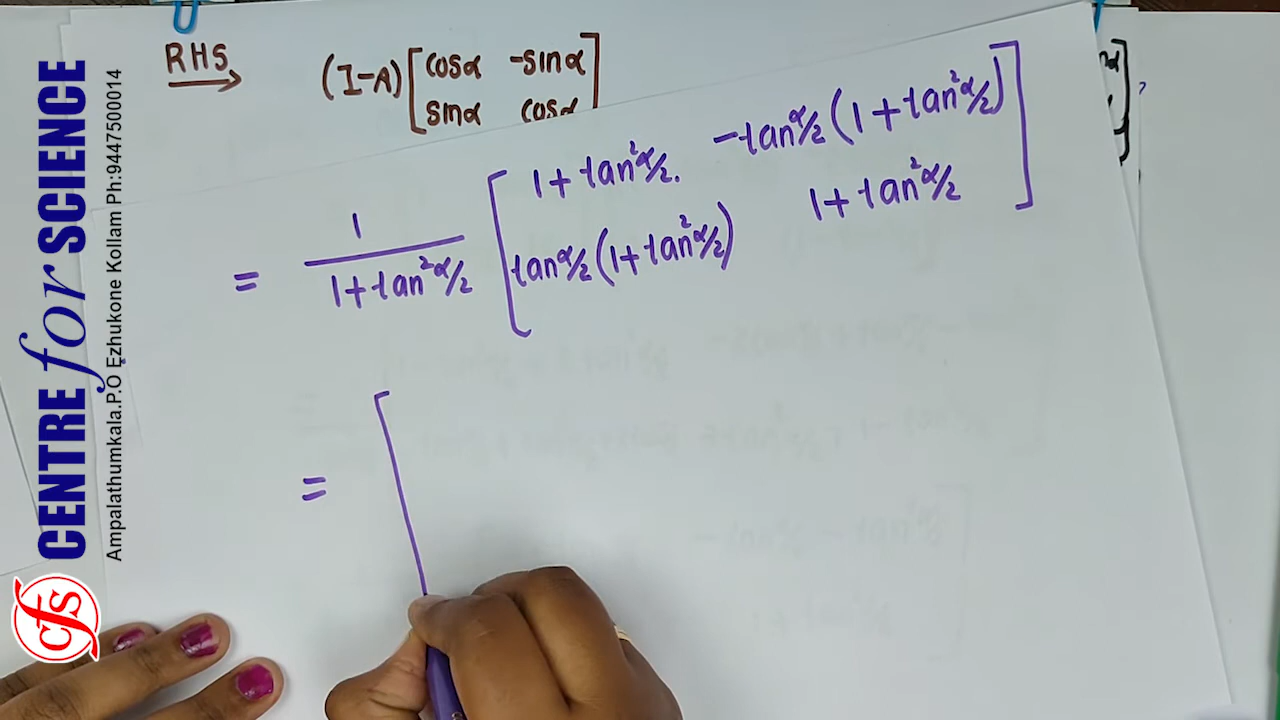 CENTRE for SCIENCE
Ampalathumkala.P.O Ezhukone Kollam Ph:9447500014
cfs
RHS (I-A) [cosα -sinα
sinα cosα]
= 1/(1+tan²α/2) [1+tan²α/2. -tanα/2(1+tan²α/2)
tanα/2(1+tan²α/2) 1+tan²α/2]
= [